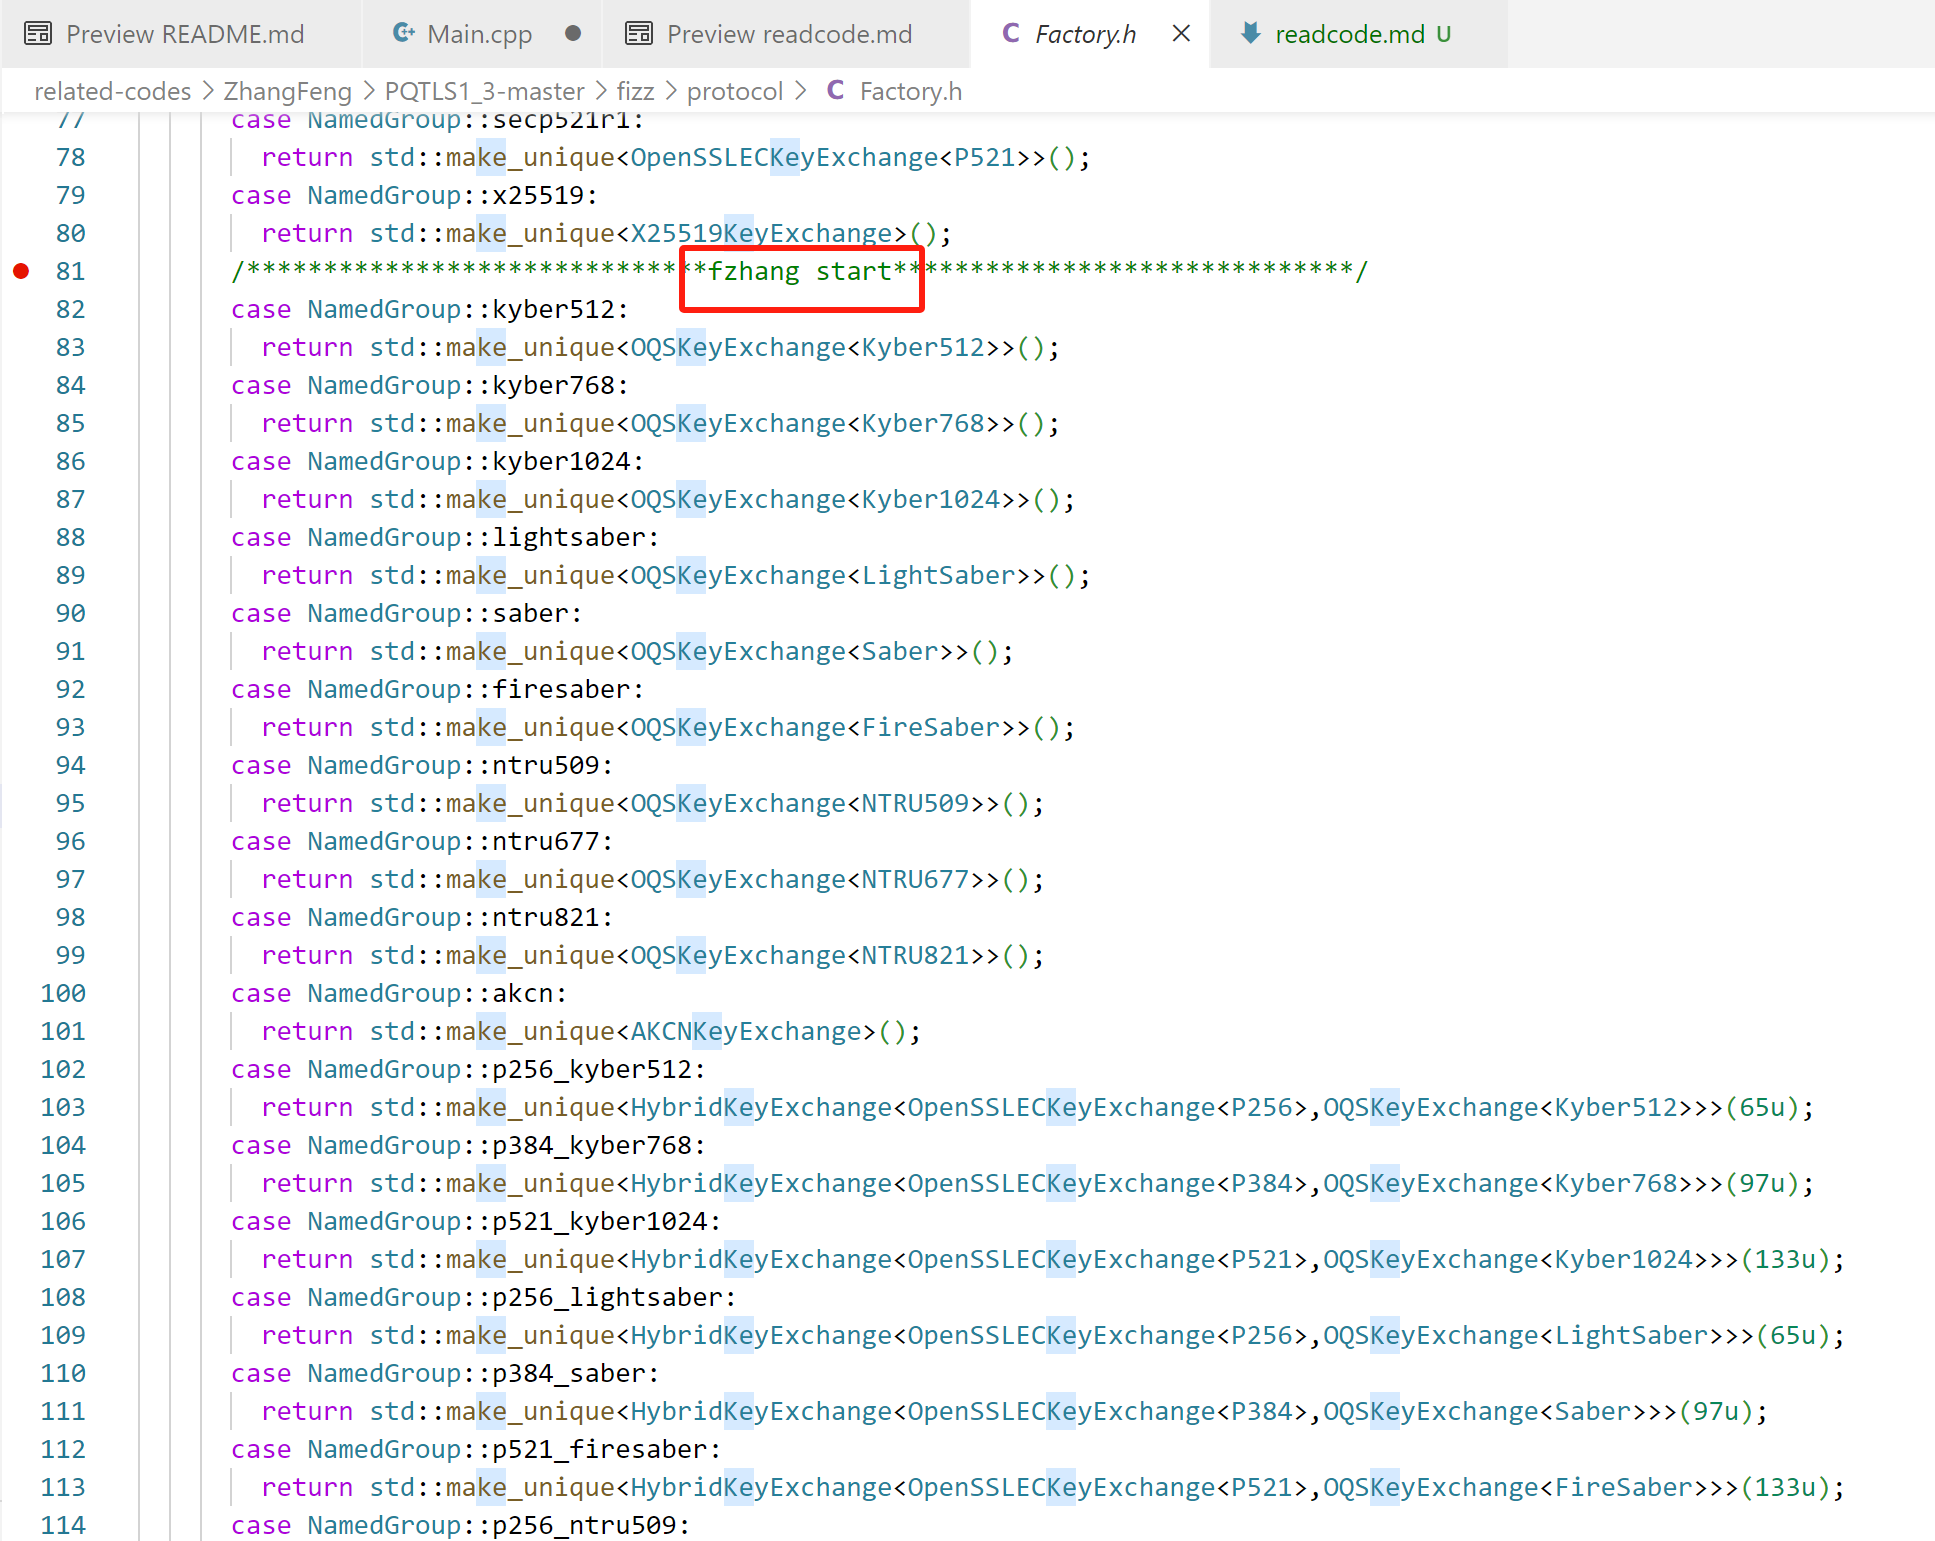 Preview README.md Main.cpp Preview readcode.md Factory.h readcode.md U
related-codes > ZhangFeng > PQTLS1_3-master > fizz > protocol > C Factory.h
77 case NamedGroup::secp521r1:
78 return std::make_unique<OpenSSLECKeyExchange<P521>>();
79 case NamedGroup::x25519:
80 return std::make_unique<X25519KeyExchange>();
81 /******************************fzhang start******************************/
82 case NamedGroup::kyber512:
83 return std::make_unique<OQSKeyExchange<Kyber512>>();
84 case NamedGroup::kyber768:
85 return std::make_unique<OQSKeyExchange<Kyber768>>();
86 case NamedGroup::kyber1024:
87 return std::make_unique<OQSKeyExchange<Kyber1024>>();
88 case NamedGroup::lightsaber:
89 return std::make_unique<OQSKeyExchange<LightSaber>>();
90 case NamedGroup::saber:
91 return std::make_unique<OQSKeyExchange<Saber>>();
92 case NamedGroup::firesaber:
93 return std::make_unique<OQSKeyExchange<FireSaber>>();
94 case NamedGroup::ntru509:
95 return std::make_unique<OQSKeyExchange<NTRU509>>();
96 case NamedGroup::ntru677:
97 return std::make_unique<OQSKeyExchange<NTRU677>>();
98 case NamedGroup::ntru821:
99 return std::make_unique<OQSKeyExchange<NTRU821>>();
100 case NamedGroup::akcn:
101 return std::make_unique<AKCNKeyExchange>();
102 case NamedGroup::p256_kyber512:
103 return std::make_unique<HybridKeyExchange<OpenSSLECKeyExchange<P256>,OQSKeyExchange<Kyber512>>>(65u);
104 case NamedGroup::p384_kyber768:
105 return std::make_unique<HybridKeyExchange<OpenSSLECKeyExchange<P384>,OQSKeyExchange<Kyber768>>>(97u);
106 case NamedGroup::p521_kyber1024:
107 return std::make_unique<HybridKeyExchange<OpenSSLECKeyExchange<P521>,OQSKeyExchange<Kyber1024>>>(133u);
108 case NamedGroup::p256_lightsaber:
109 return std::make_unique<HybridKeyExchange<OpenSSLECKeyExchange<P256>,OQSKeyExchange<LightSaber>>>(65u);
110 case NamedGroup::p384_saber:
111 return std::make_unique<HybridKeyExchange<OpenSSLECKeyExchange<P384>,OQSKeyExchange<Saber>>>(97u);
112 case NamedGroup::p521_firesaber:
113 return std::make_unique<HybridKeyExchange<OpenSSLECKeyExchange<P521>,OQSKeyExchange<FireSaber>>>(133u);
114 case NamedGroup::p256_ntru509: